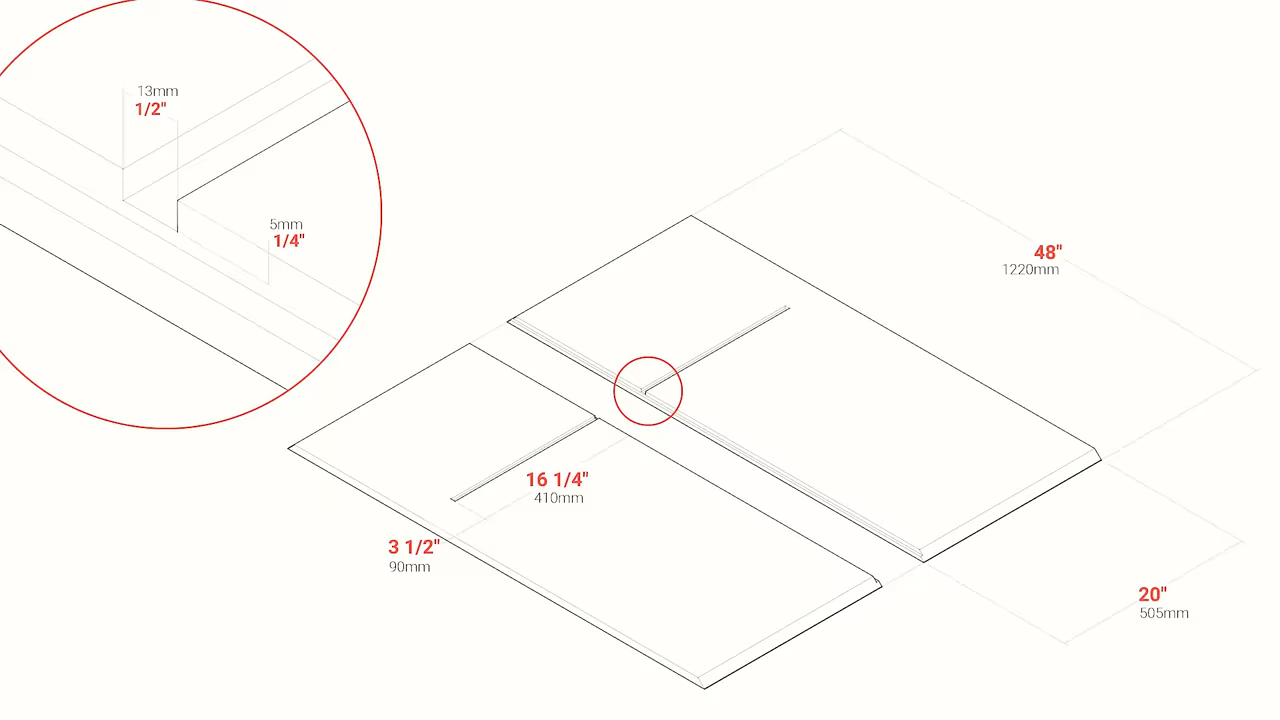 13mm
1/2"
5mm
1/4"
48"
1220mm
16 1/4"
410mm
3 1/2"
90mm
20"
505mm